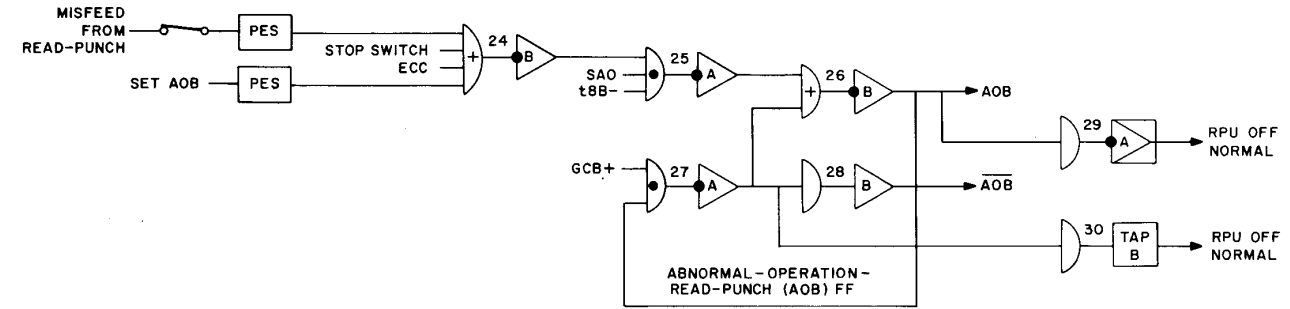 MISFEED
FROM
READ-PUNCH
PES
STOP SWITCH
ECC
SET AOB
PES
+
24
B
SAO
t8B-
25
A
+
26
B
AOB
29
A
RPU OFF
NORMAL
GCB+
27
A
28
B
AOB
30
TAP
B
RPU OFF
NORMAL
ABNORMAL-OPERATION-
READ-PUNCH (AOB) FF